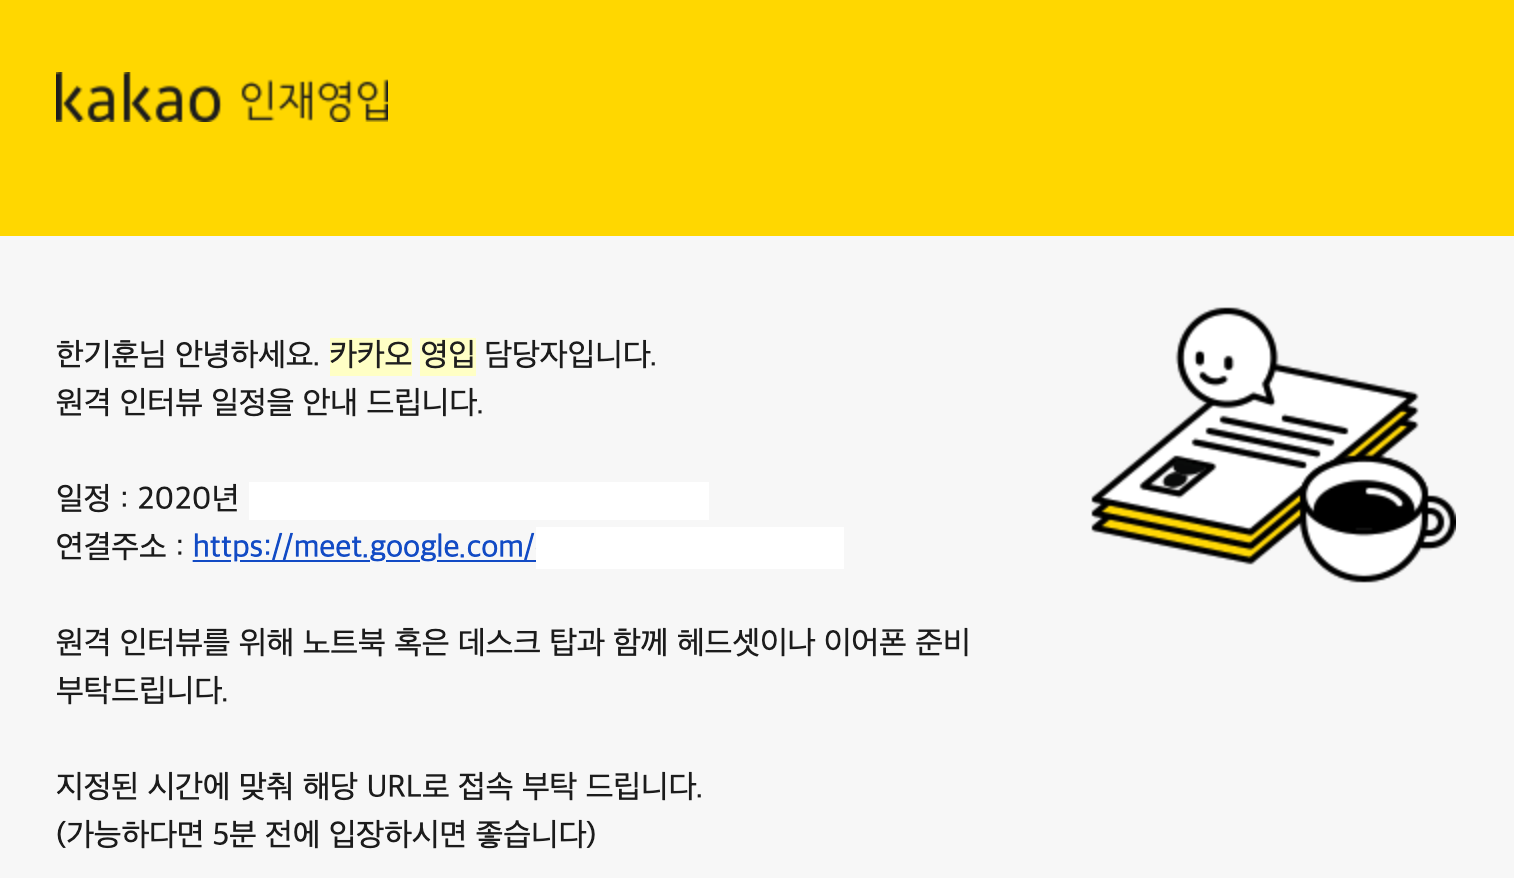 kakao 인재영입
한기훈님 안녕하세요. 카카오 영입 담당자입니다.
원격 인터뷰 일정을 안내 드립니다.
일정 : 2020년
연결주소 : https://meet.google.com/
원격 인터뷰를 위해 노트북 혹은 데스크 탑과 함께 헤드셋이나 이어폰 준비
부탁드립니다.
지정된 시간에 맞춰 해당 URL로 접속 부탁 드립니다.
(가능하다면 5분 전에 입장하시면 좋습니다)